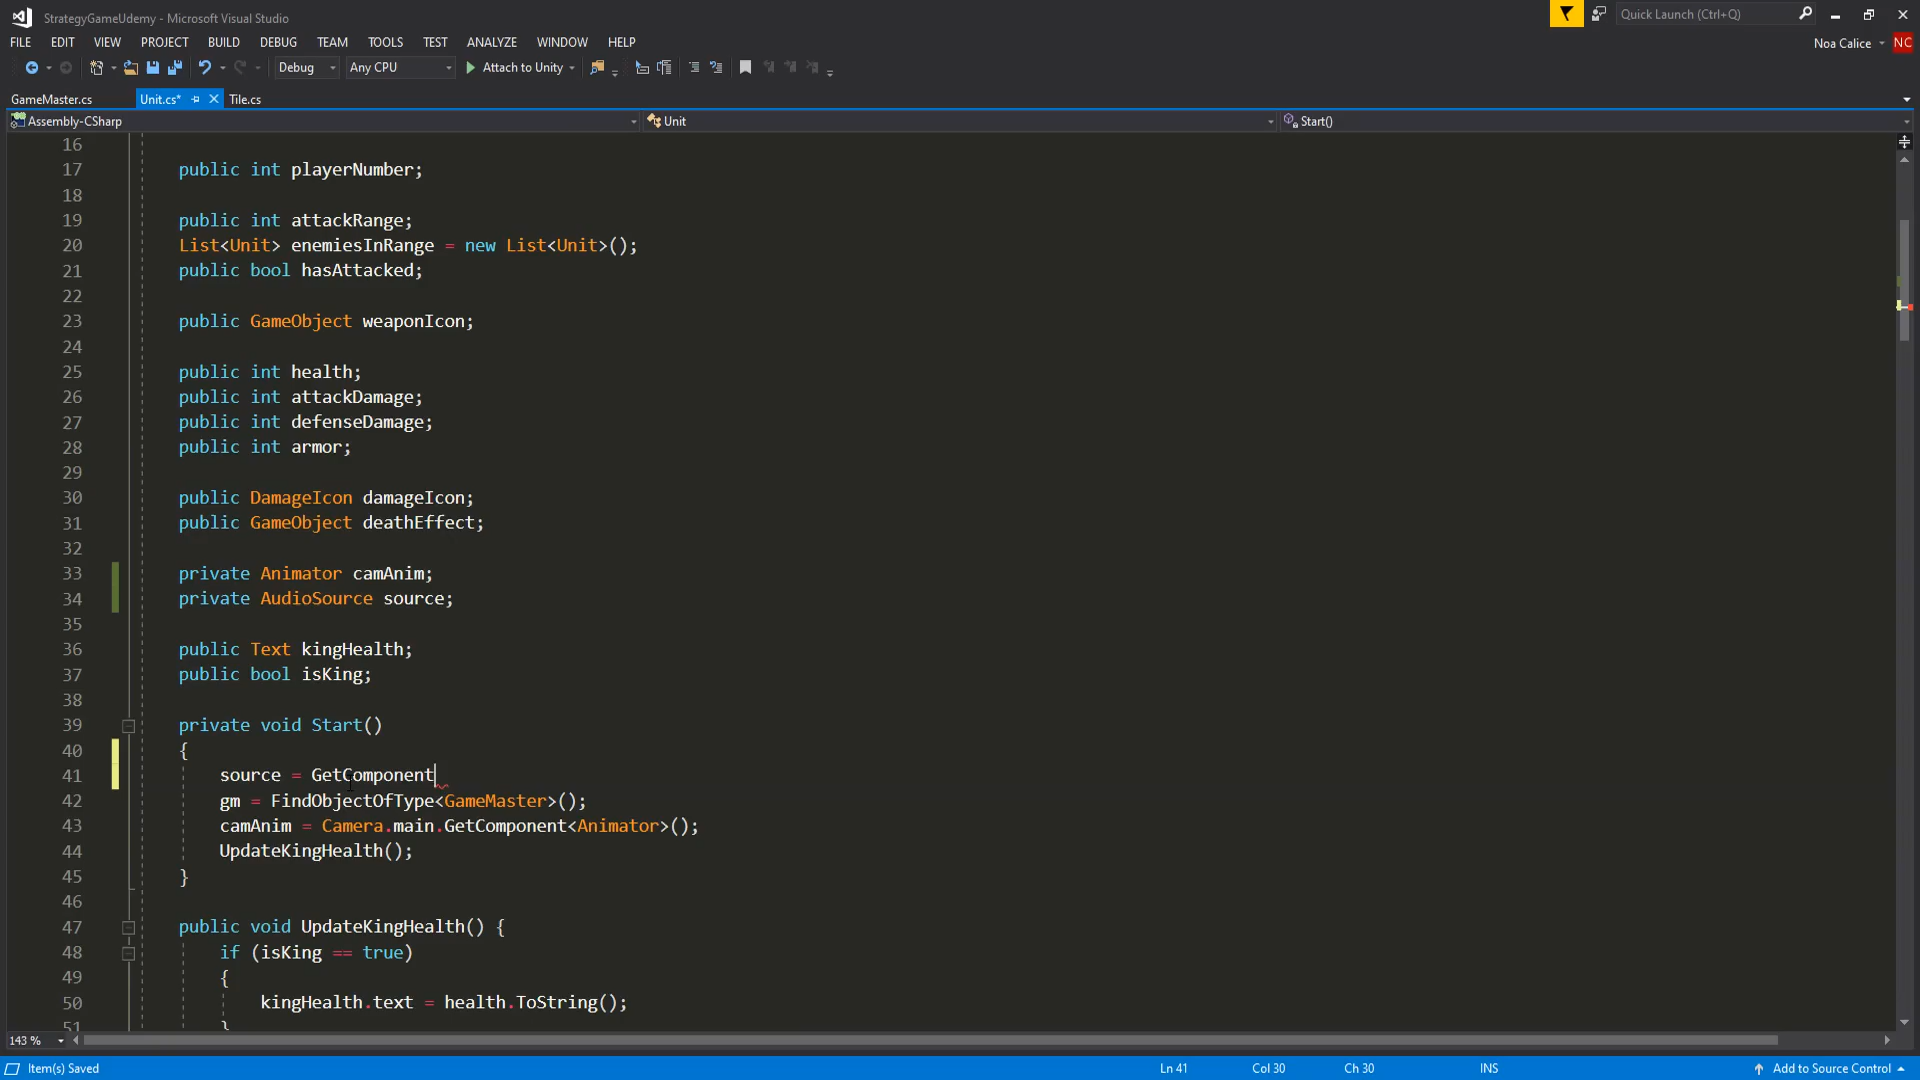 StrategyGameUdemy - Microsoft Visual Studio
Quick Launch (Ctrl+Q)
FILE EDIT VIEW PROJECT BUILD DEBUG TEAM TOOLS TEST ANALYZE WINDOW HELP
Noa Calice NC
Debug Any CPU Attach to Unity
GameMaster.cs Unit.cs* Tile.cs
Assembly-CSharp Unit Start()
16
17 public int playerNumber;
18
19 public int attackRange;
20 List<Unit> enemiesInRange = new List<Unit>();
21 public bool hasAttacked;
22
23 public GameObject weaponIcon;
24
25 public int health;
26 public int attackDamage;
27 public int defenseDamage;
28 public int armor;
29
30 public DamageIcon damageIcon;
31 public GameObject deathEffect;
32
33 private Animator camAnim;
34 private AudioSource source;
35
36 public Text kingHealth;
37 public bool isKing;
38
39 private void Start()
40 {
41 source = GetComponent
42 gm = FindObjectOfType<GameMaster>();
43 camAnim = Camera.main.GetComponent<Animator>();
44 UpdateKingHealth();
45 }
46
47 public void UpdateKingHealth() {
48 if (isKing == true)
49 {
50 kingHealth.text = health.ToString();
51 }
143 %
Item(s) Saved Ln 41 Col 30 Ch 30 INS Add to Source Control